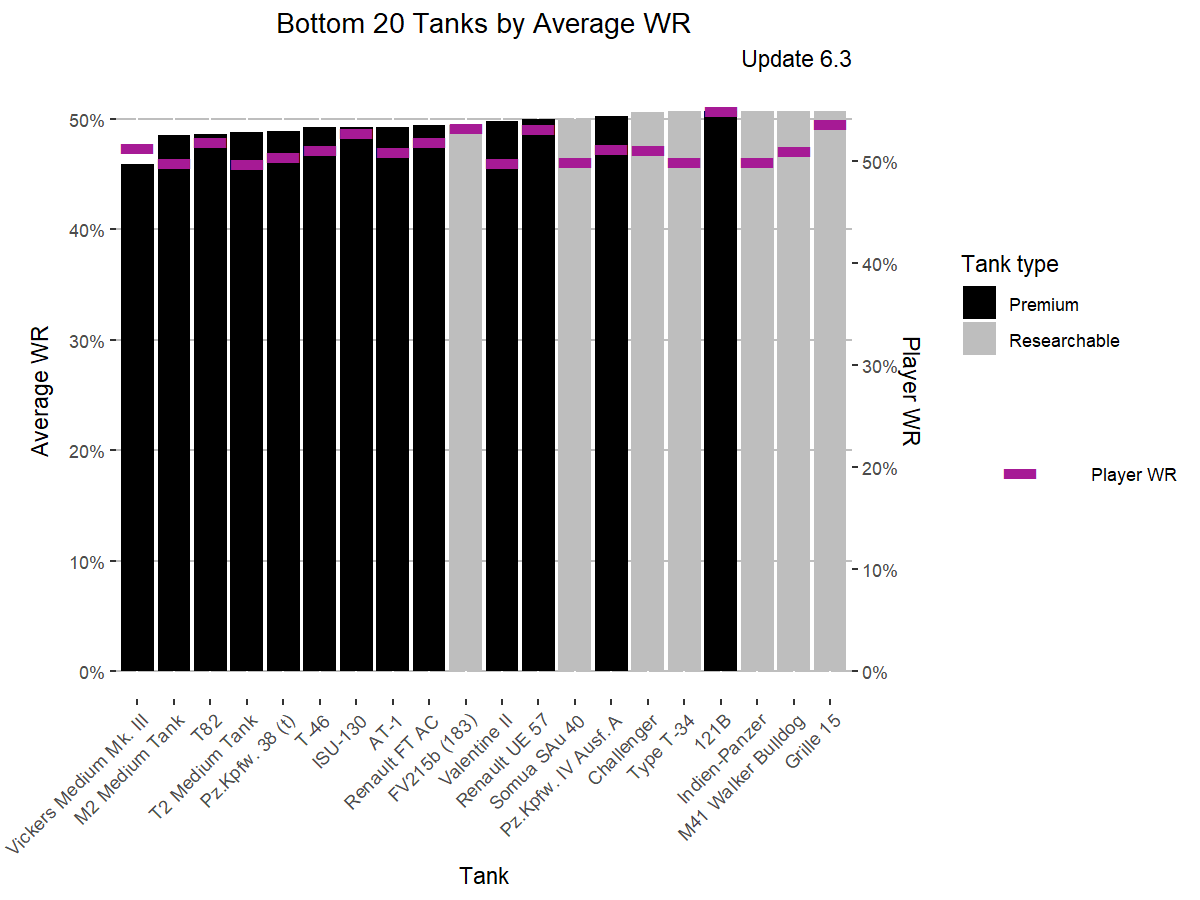 Bottom 20 Tanks by Average WR
Update 6.3
Average WR
50%
40%
30%
20%
10%
0%
50%
40%
30%
20%
10%
0%
Player WR
Tank type
Premium
Researchable
Player WR
Vickers Medium Mk. III
M2 Medium Tank
T82
T2 Medium Tank
Pz.Kpfw. 38 (t)
T-46
ISU-130
AT-1
Renault FT AC
FV215b (183)
Valentine II
Renault UE 57
Somua SAu 40
Pz.Kpfw. IV Ausf. A
Challenger
Type T-34
121B
Indien-Panzer
M41 Walker Bulldog
Grille 15
Tank